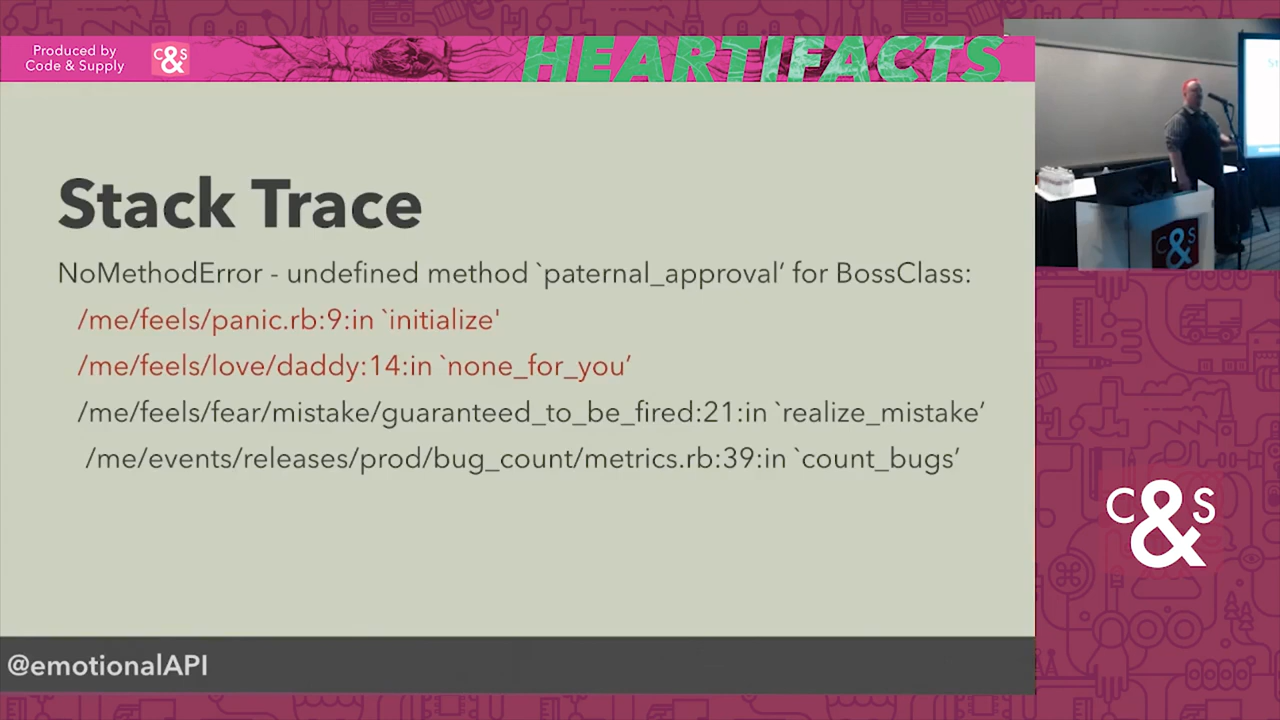 Produced by
Code & Supply
C&S
HEARTIFACTS
Stack Trace
NoMethodError - undefined method `paternal_approval’ for BossClass:
/me/feels/panic.rb:9:in `initialize'
/me/feels/love/daddy:14:in `none_for_you’
/me/feels/fear/mistake/guaranteed_to_be_fired:21:in `realize_mistake’
/me/events/releases/prod/bug_count/metrics.rb:39:in `count_bugs’
@emotionalAPI
C&S
C&S